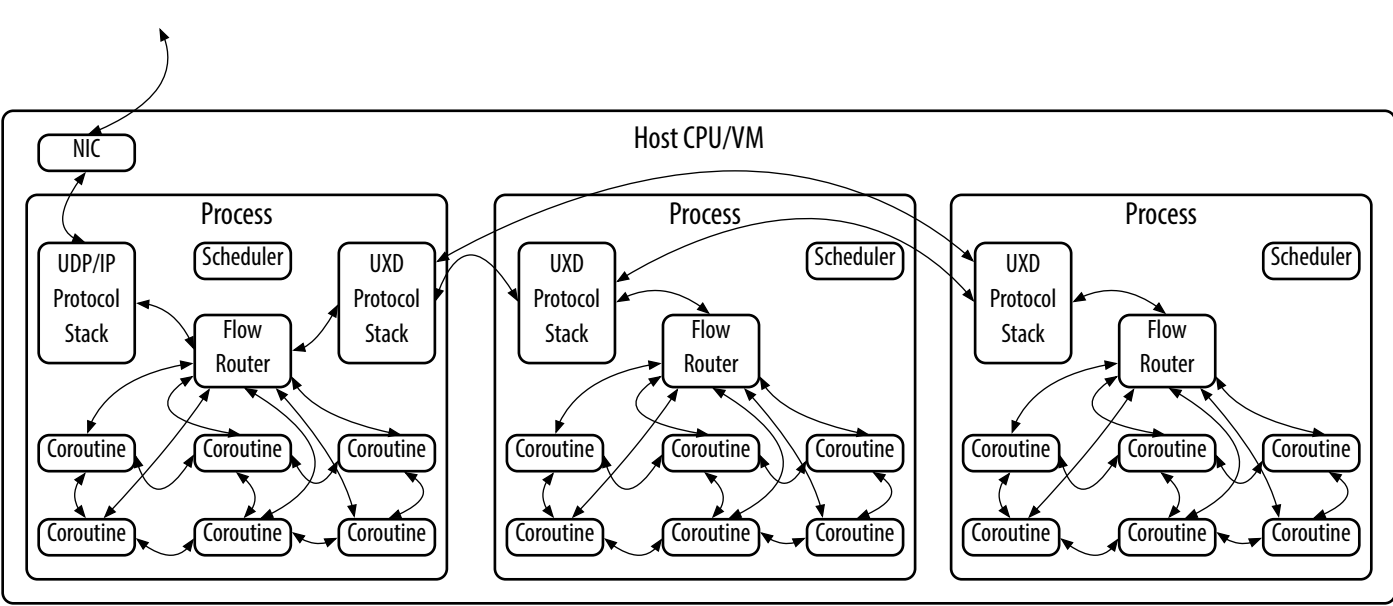 Host CPU/VM
NIC
Process
UDP/IP
Protocol
Stack
Scheduler
UXD
Protocol
Stack
Flow
Router
Coroutine
Coroutine
Coroutine
Coroutine
Coroutine
Coroutine
Process
UXD
Protocol
Stack
Scheduler
Flow
Router
Coroutine
Coroutine
Coroutine
Coroutine
Coroutine
Coroutine
Process
UXD
Protocol
Stack
Scheduler
Flow
Router
Coroutine
Coroutine
Coroutine
Coroutine
Coroutine
Coroutine